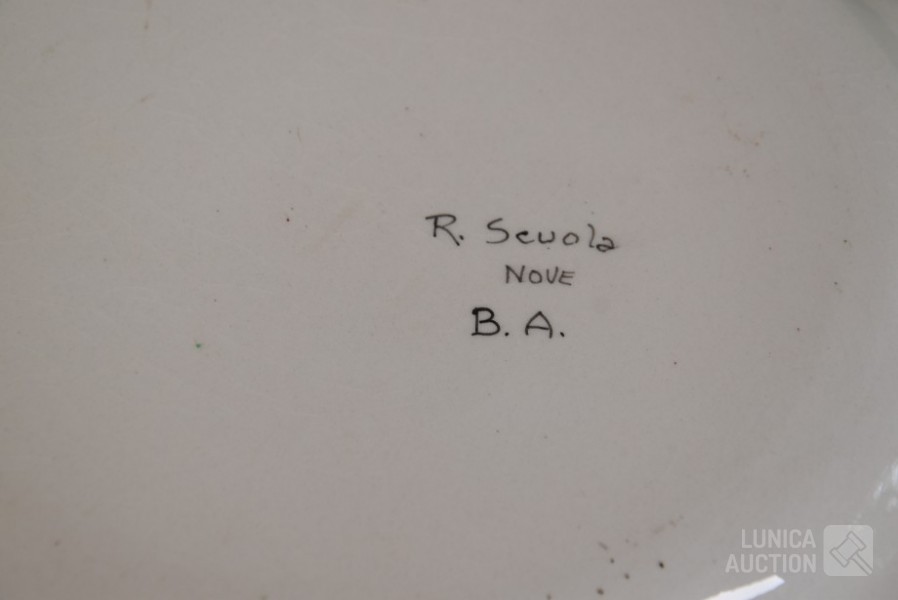 R. Scuola
NOVE
B. A.
LUNICA
AUCTION